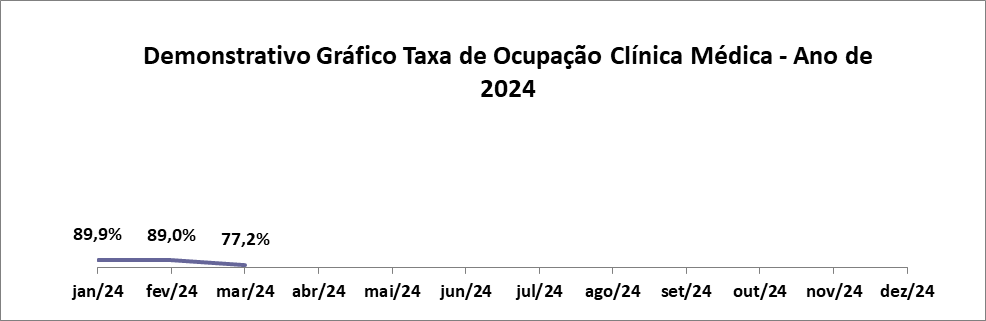 Demonstrativo Gráfico Taxa de Ocupação Clínica Médica - Ano de
2024
89,9% 89,0% 77,2%
jan/24 fev/24 mar/24 abr/24 mai/24 jun/24 jul/24 ago/24 set/24 out/24 nov/24 dez/24